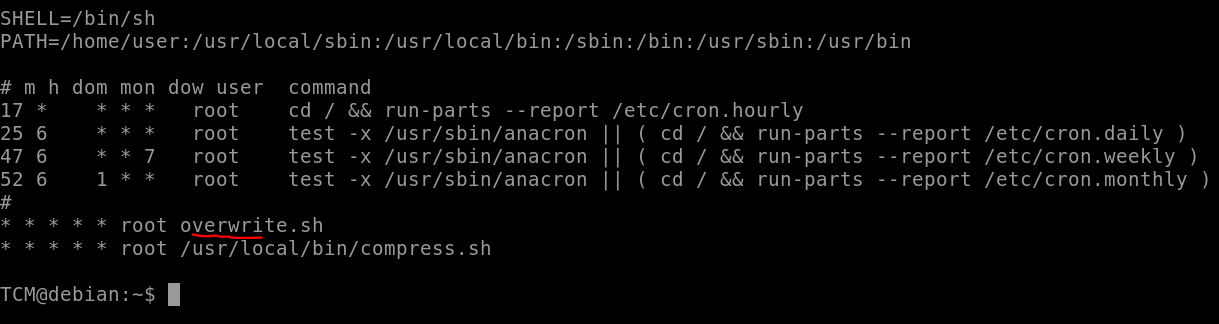 SHELL=/bin/sh
PATH=/home/user:/usr/local/sbin:/usr/local/bin:/sbin:/bin:/usr/sbin:/usr/bin
# m h dom mon dow user  command
17 *    * * *   root    cd / && run-parts --report /etc/cron.hourly
25 6    * * *   root    test -x /usr/sbin/anacron || ( cd / && run-parts --report /etc/cron.daily )
47 6    * * 7   root    test -x /usr/sbin/anacron || ( cd / && run-parts --report /etc/cron.weekly )
52 6    1 * *   root    test -x /usr/sbin/anacron || ( cd / && run-parts --report /etc/cron.monthly )
#
* * * * * root overwrite.sh
* * * * * root /usr/local/bin/compress.sh
TCM@debian:~$